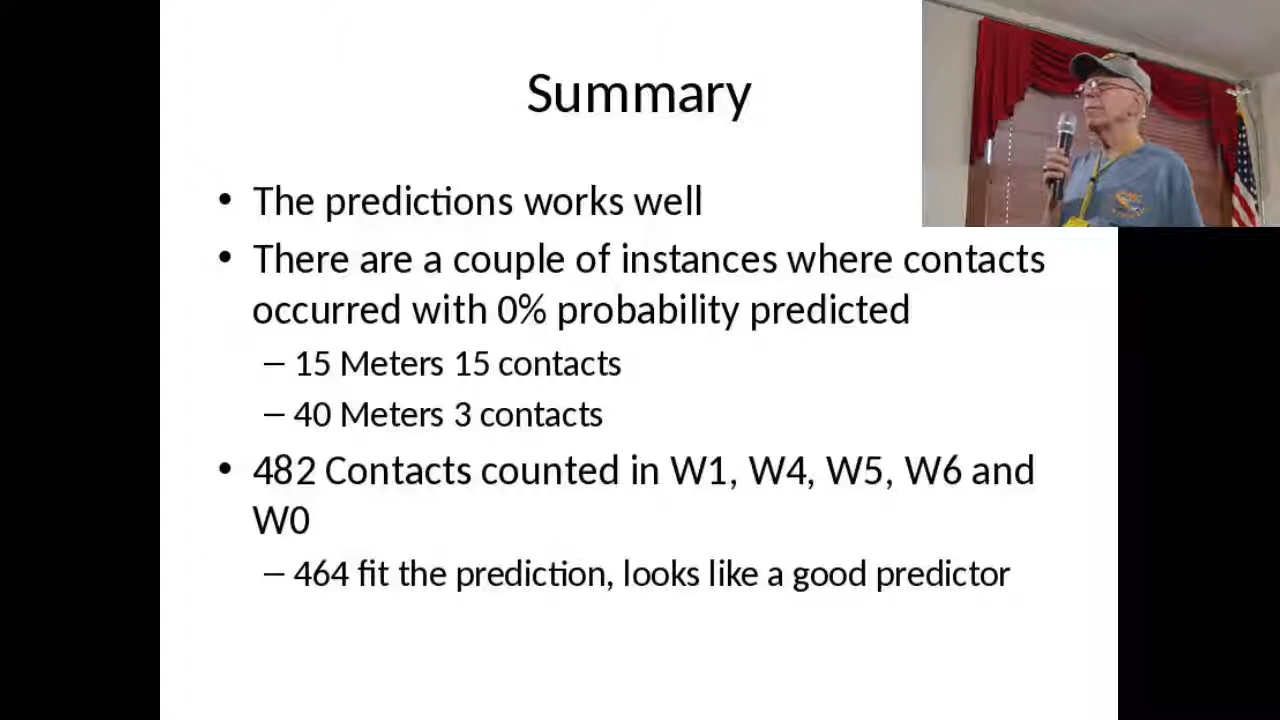 Summary
• The predictions works well
• There are a couple of instances where contacts
occurred with 0% probability predicted
– 15 Meters 15 contacts
– 40 Meters 3 contacts
• 482 Contacts counted in W1, W4, W5, W6 and
W0
– 464 fit the prediction, looks like a good predictor